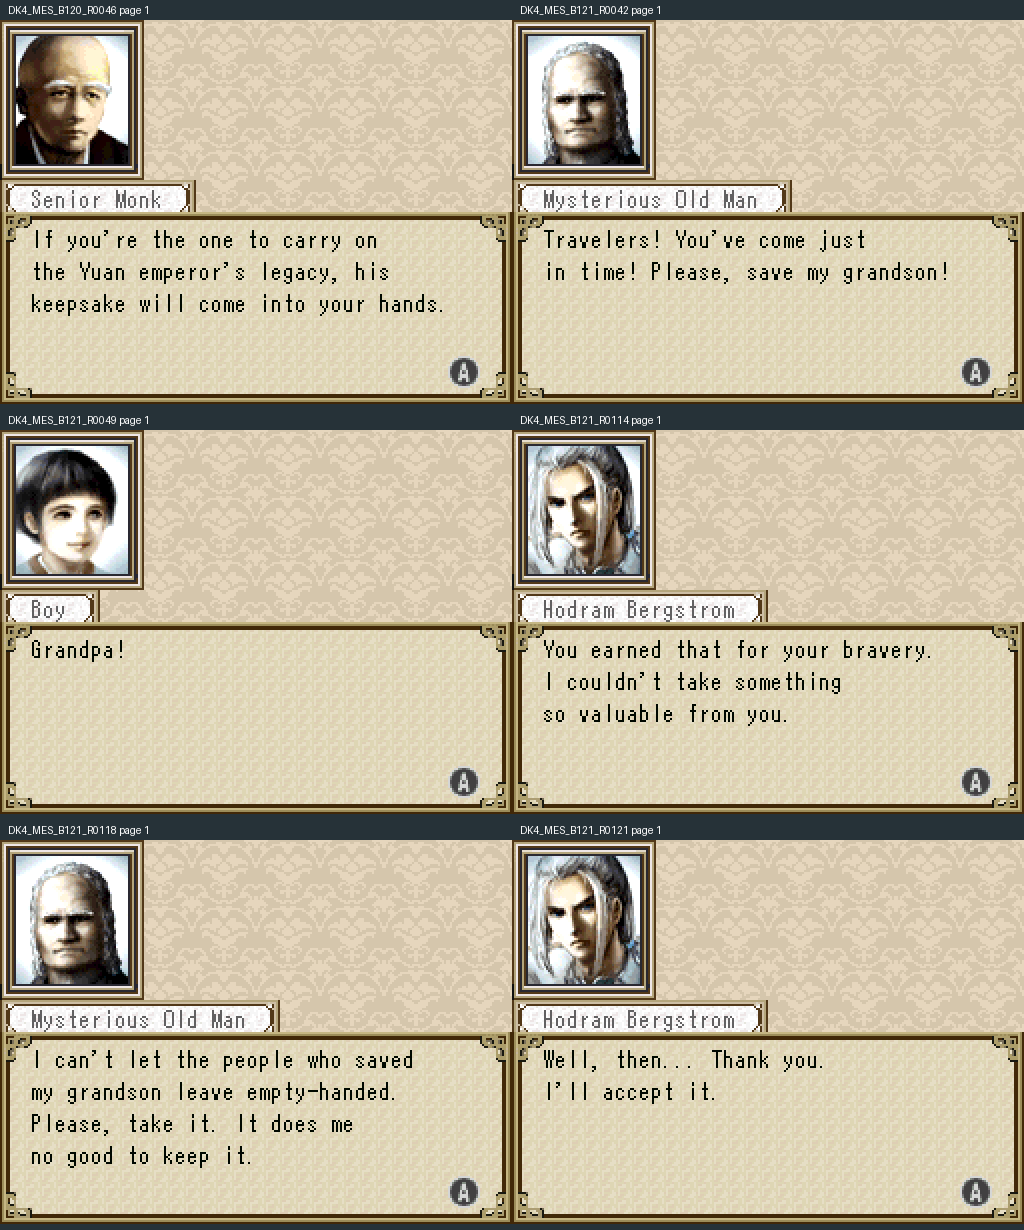 DK4_MES_B120_R0046 page 1
Senior Monk
If you're the one to carry on
the Yuan emperor's legacy, his
keepsake will come into your hands.
A
DK4_MES_B121_R0042 page 1
Mysterious Old Man
Travelers! You've come just
in time! Please, save my grandson!
A
DK4_MES_B121_R0049 page 1
Boy
Grandpa!
A
DK4_MES_B121_R0114 page 1
Hodram Bergstrom
You earned that for your bravery.
I couldn't take something
so valuable from you.
A
DK4_MES_B121_R0118 page 1
Mysterious Old Man
I can't let the people who saved
my grandson leave empty-handed.
Please, take it. It does me
no good to keep it.
A
DK4_MES_B121_R0121 page 1
Hodram Bergstrom
Well, then... Thank you.
I'll accept it.
A